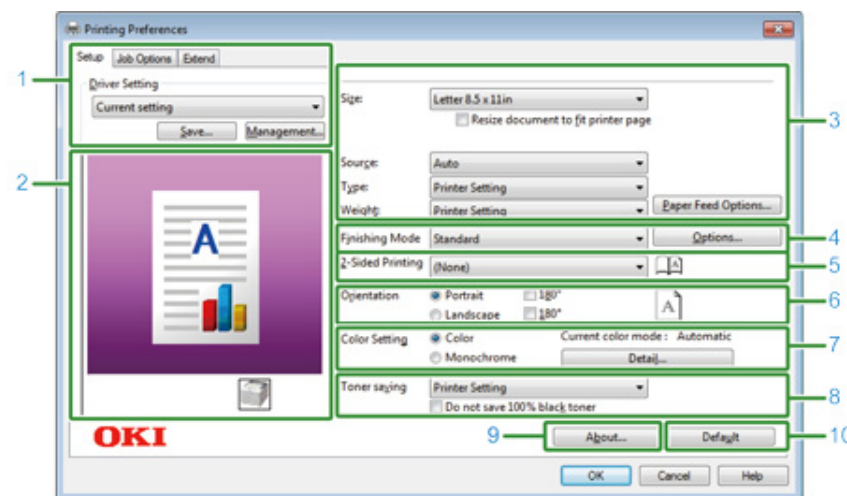 Printing Preferences
Setup Job Options Extend
Driver Setting
Current setting
Save... Management...
1
2
A
OKI
Size: Letter 8.5 x 11in
Resize document to fit printer page
Source: Auto
Type: Printer Setting
Weight: Printer Setting Paper Feed Options...
3
Finishing Mode Standard Options...
4
2-Sided Printing (None) A
5
Orientation Portrait 180°
Landscape 180°
A
6
Color Setting Color Current color mode : Automatic
Monochrome Detail...
7
Toner saving Printer Setting
Do not save 100% black toner
8
9 About... Default 10
OK Cancel Help